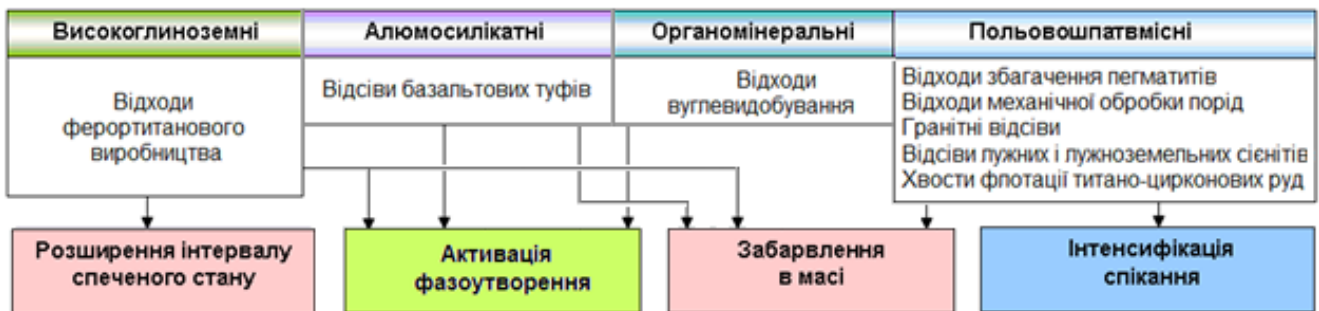 Високоглиноземні
Алюмосилікатні
Органомінеральні
Польовошпатвмісні
Відходи
ферортитанового
виробництва
Відсіви базальтових туфів
Відходи
вуглевидобування
Відходи збагачення пегматитів
Відходи механічної обробки порід
Гранітні відсіви
Відсіви лужних і лужноземельних сієнітів
Хвости флотації титано-цирконових руд
Розширення інтервалу
спеченого стану
Активація
фазоутворення
Забарвлення
в масі
Інтенсифікація
спікання